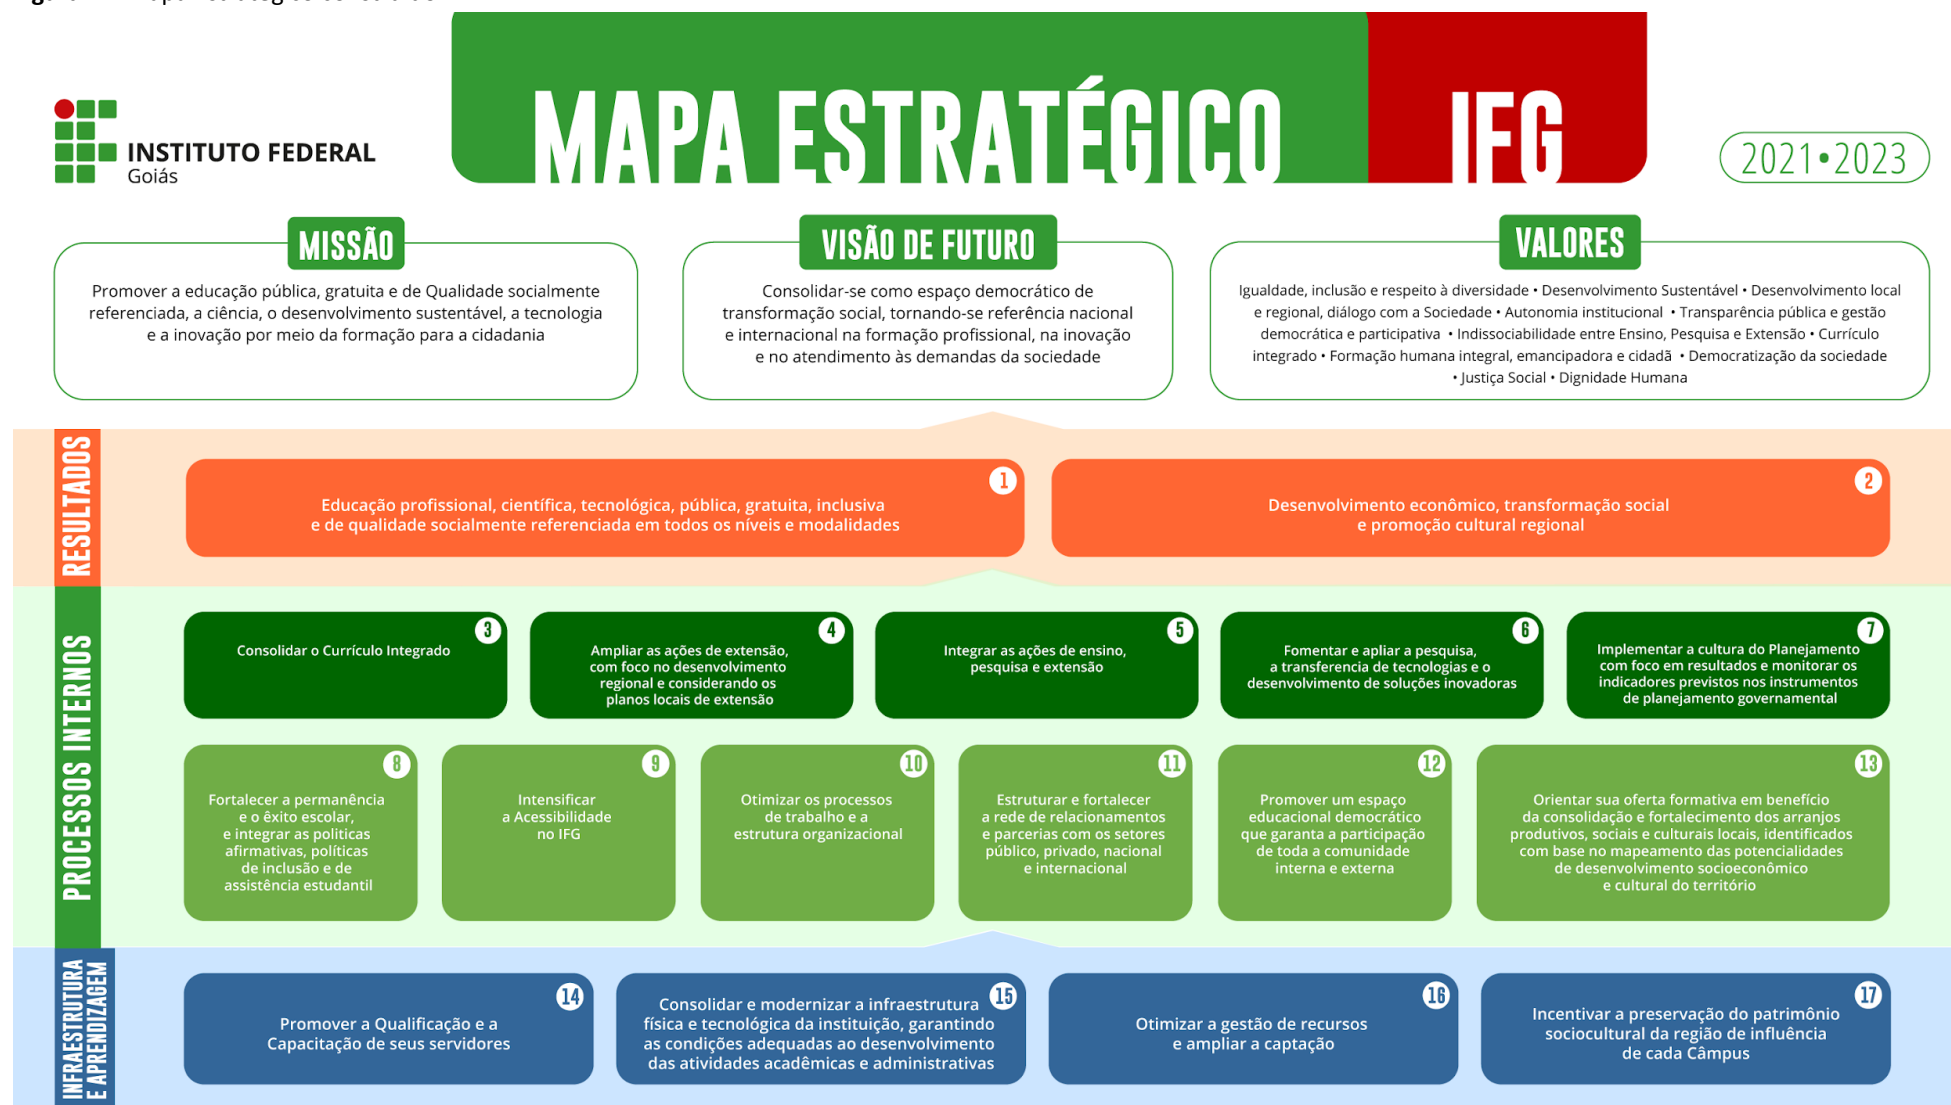 INSTITUTO FEDERAL
Goiás
MAPA ESTRATÉGICO
IFG
2021•2023
MISSÃO
Promover a educação pública, gratuita e de Qualidade socialmente
referenciada, a ciência, o desenvolvimento sustentável, a tecnologia
e a inovação por meio da formação para a cidadania
VISÃO DE FUTURO
Consolidar-se como espaço democrático de
transformação social, tornando-se referência nacional
e internacional na formação profissional, na inovação
e no atendimento às demandas da sociedade
VALORES
Igualdade, inclusão e respeito à diversidade • Desenvolvimento Sustentável • Desenvolvimento local
e regional, diálogo com a Sociedade • Autonomia institucional • Transparência pública e gestão
democrática e participativa • Indissociabilidade entre Ensino, Pesquisa e Extensão • Currículo
integrado • Formação humana integral, emancipadora e cidadã • Democratização da sociedade
• Justiça Social • Dignidade Humana
RESULTADOS
1
Educação profissional, científica, tecnológica, pública, gratuita, inclusiva
e de qualidade socialmente referenciada em todos os níveis e modalidades
2
Desenvolvimento econômico, transformação social
e promoção cultural regional
PROCESSOS INTERNOS
3
Consolidar o Currículo Integrado
4
Ampliar as ações de extensão,
com foco no desenvolvimento
regional e considerando os
planos locais de extensão
5
Integrar as ações de ensino,
pesquisa e extensão
6
Fomentar e apliar a pesquisa,
a transferencia de tecnologias e o
desenvolvimento de soluções inovadoras
7
Implementar a cultura do Planejamento
com foco em resultados e monitorar os
indicadores previstos nos instrumentos
de planejamento governamental
8
Fortalecer a permanência
e o êxito escolar,
e integrar as politicas
afirmativas, políticas
de inclusão e de
assistência estudantil
9
Intensificar
a Acessibilidade
no IFG
10
Otimizar os processos
de trabalho e a
estrutura organizacional
11
Estruturar e fortalecer
a rede de relacionamentos
e parcerias com os setores
público, privado, nacional
e internacional
12
Promover um espaço
educacional democrático
que garanta a participação
de toda a comunidade
interna e externa
13
Orientar sua oferta formativa em benefício
da consolidação e fortalecimento dos arranjos
produtivos, sociais e culturais locais, identificados
com base no mapeamento das potencialidades
de desenvolvimento socioeconômico
e cultural do território
INFRAESTRUTURA
E APRENDIZAGEM
14
Promover a Qualificação e a
Capacitação de seus servidores
15
Consolidar e modernizar a infraestrutura
física e tecnológica da instituição, garantindo
as condições adequadas ao desenvolvimento
das atividades acadêmicas e administrativas
16
Otimizar a gestão de recursos
e ampliar a captação
17
Incentivar a preservação do patrimônio
sociocultural da região de influência
de cada Câmpus